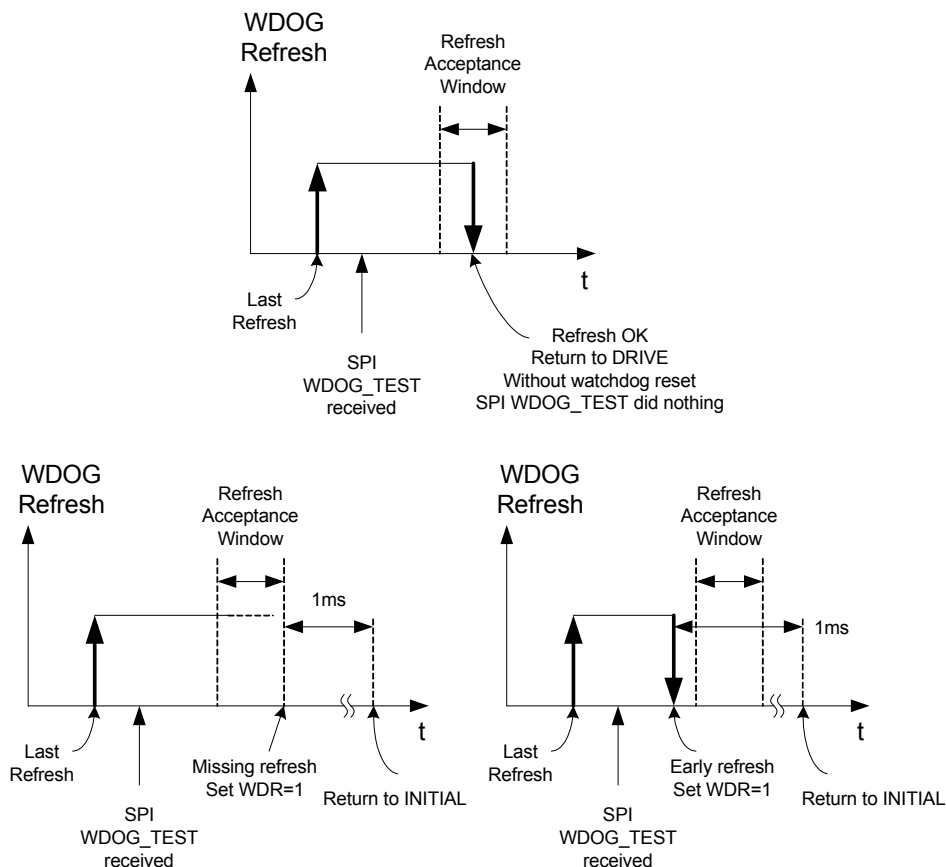 WDOG
Refresh
Refresh
Acceptance
Window
t
Last
Refresh
SPI
WDOG_TEST
received
Refresh OK
Return to DRIVE
Without watchdog reset
SPI WDOG_TEST did nothing
WDOG
Refresh
Refresh
Acceptance
Window
1ms
t
Last
Refresh
Missing refresh
Set WDR=1
Return to INITIAL
SPI
WDOG_TEST
received
WDOG
Refresh
Refresh
Acceptance
Window
1ms
t
Last
Refresh
Early refresh
Set WDR=1
Return to INITIAL
SPI
WDOG_TEST
received